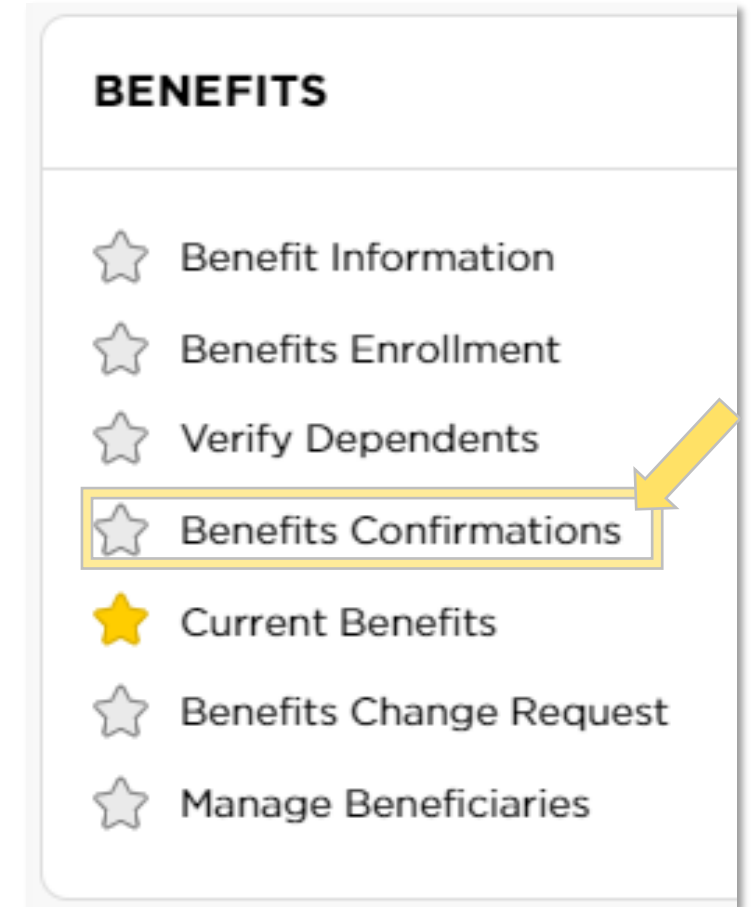 BENEFITS
Benefit Information
Benefits Enrollment
Verify Dependents
Benefits Confirmations
Current Benefits
Benefits Change Request
Manage Beneficiaries